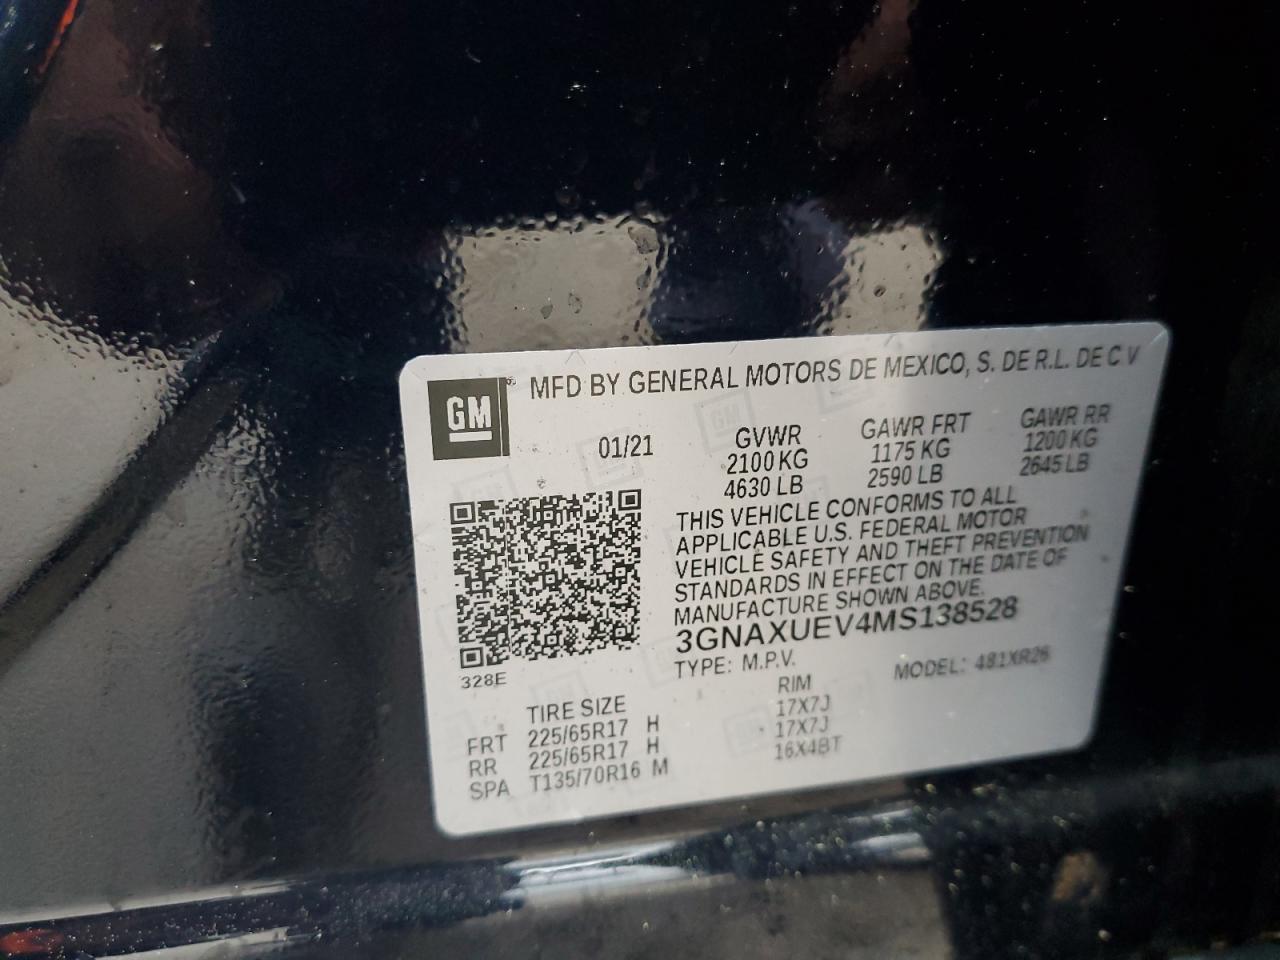 GM
MFD BY GENERAL MOTORS DE MEXICO, S. DE R.L. DE C V
01/21
GVWR GAWR FRT GAWR RR
2100 KG 1175 KG 1200 KG
4630 LB 2590 LB 2645 LB
THIS VEHICLE CONFORMS TO ALL
APPLICABLE U.S. FEDERAL MOTOR
VEHICLE SAFETY AND THEFT PREVENTION
STANDARDS IN EFFECT ON THE DATE OF
MANUFACTURE SHOWN ABOVE.
3GNAXUEV4MS138528
TYPE: M.P.V. MODEL: 481XR26
328E
TIRE SIZE RIM
FRT 225/65R17 H 17X7J
RR 225/65R17 H 17X7J
SPA T135/70R16 M 16X4BT